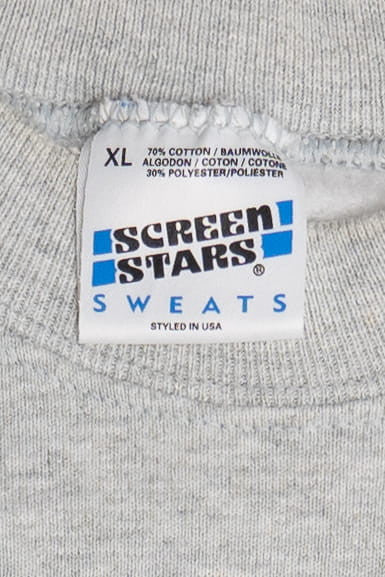 XL
70% COTTON / BAUMWOLLE
ALGODON / COTON / COTONE
30% POLYESTER/POLIESTER
SCREEN
STARS®
SWEATS
STYLED IN USA